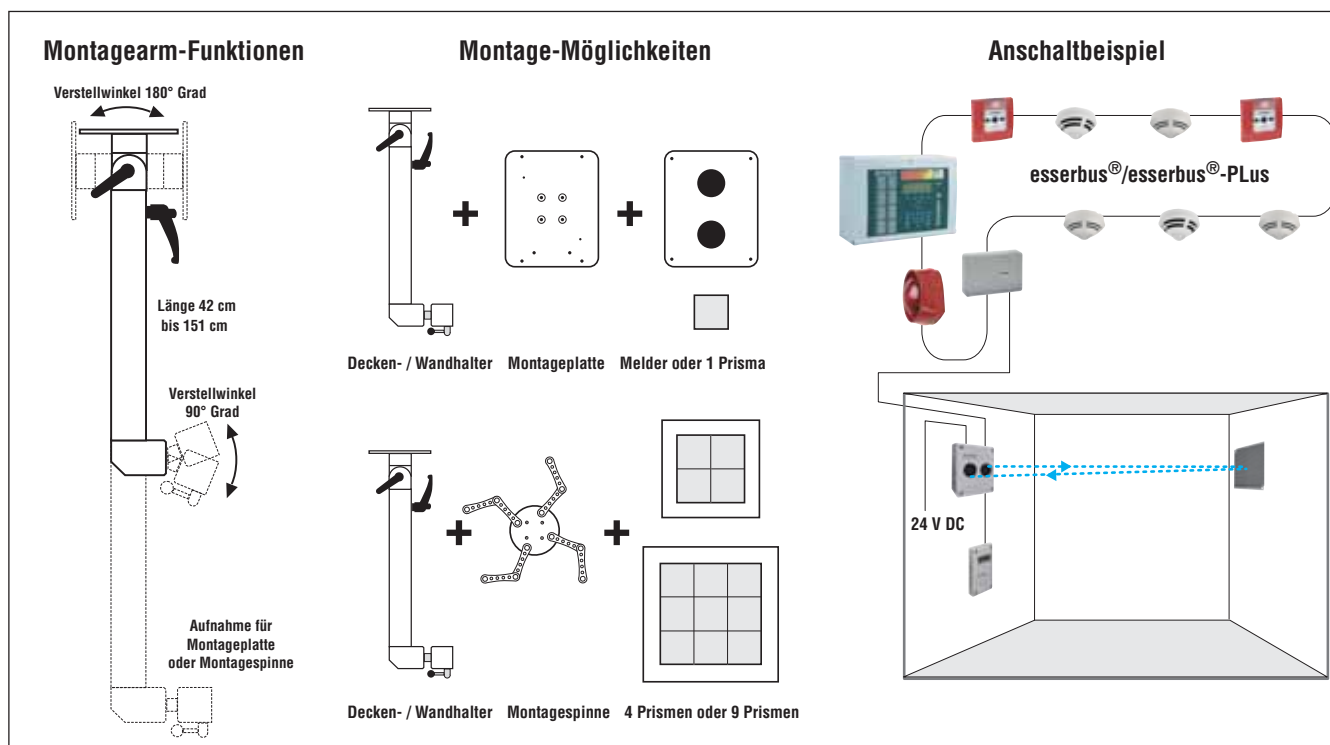 Montagearm-Funktionen
Verstellwinkel 180° Grad
Länge 42 cm
bis 151 cm
Verstellwinkel
90° Grad
Aufnahme für
Montageplatte
oder Montagespinne
Montage-Möglichkeiten
Decken- / Wandhalter Montageplatte Melder oder 1 Prisma
Decken- / Wandhalter Montagespinne 4 Prismen oder 9 Prismen
Anschaltbeispiel
esserbus®/esserbus®-PLus
24 V DC